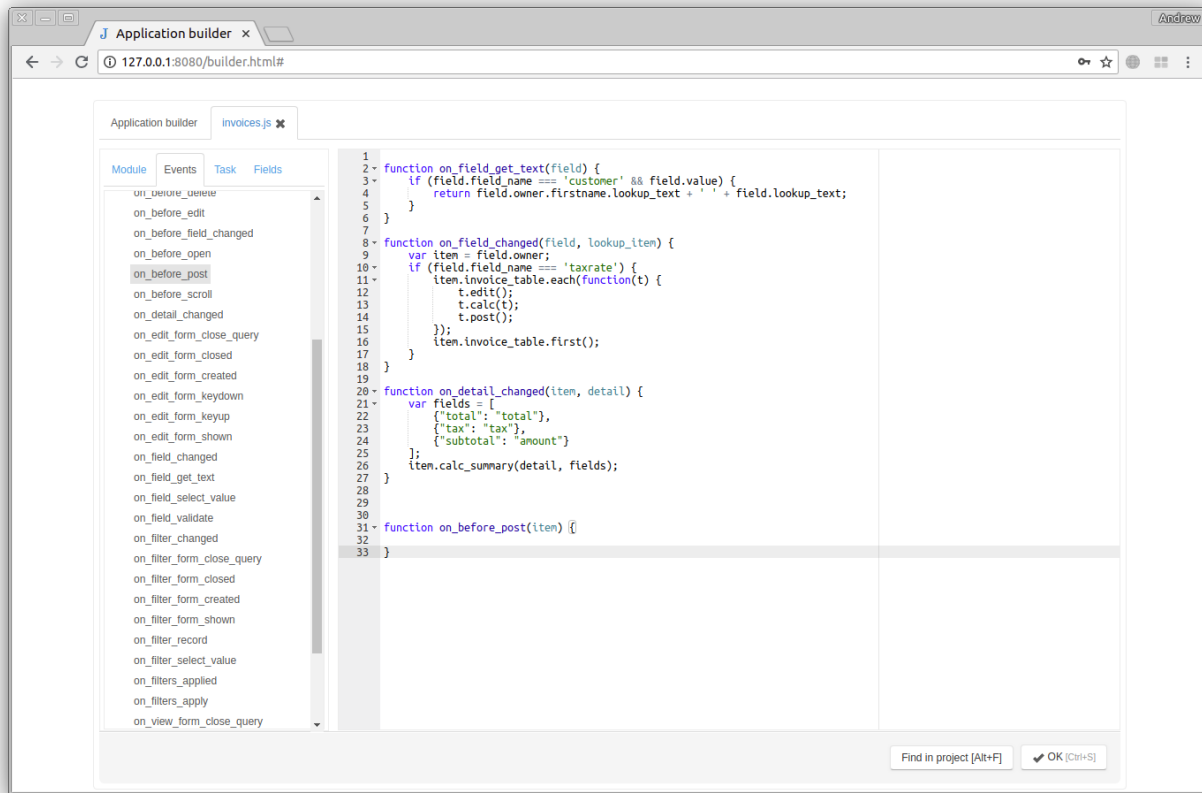 Andrew
Application builder
127.0.0.1:8080/builder.html#
Application builder
invoices.js
Module Events Task Fields
on_before_delete
on_before_edit
on_before_field_changed
on_before_open
on_before_post
on_before_scroll
on_detail_changed
on_edit_form_close_query
on_edit_form_closed
on_edit_form_created
on_edit_form_keydown
on_edit_form_keyup
on_edit_form_shown
on_field_changed
on_field_get_text
on_field_select_value
on_field_validate
on_filter_changed
on_filter_form_close_query
on_filter_form_closed
on_filter_form_created
on_filter_form_shown
on_filter_record
on_filter_select_value
on_filters_applied
on_filters_apply
on_view_form_close_query
1
2 function on_field_get_text(field) {
3     if (field.field_name === 'customer' && field.value) {
4         return field.owner.firstname.lookup_text + ' ' + field.lookup_text;
5     }
6 }
7
8 function on_field_changed(field, lookup_item) {
9     var item = field.owner;
10     if (field.field_name === 'taxrate') {
11         item.invoice_table.each(function(t) {
12             t.edit();
13             t.calc(t);
14             t.post();
15         });
16         item.invoice_table.first();
17     }
18 }
19
20 function on_detail_changed(item, detail) {
21     var fields = [
22         {"total": "total"},
23         {"tax": "tax"},
24         {"subtotal": "amount"}
25     ];
26     item.calc_summary(detail, fields);
27 }
28
29
30
31 function on_before_post(item) {
32
33 }
Find in project [Alt+F]
OK [Ctrl+S]